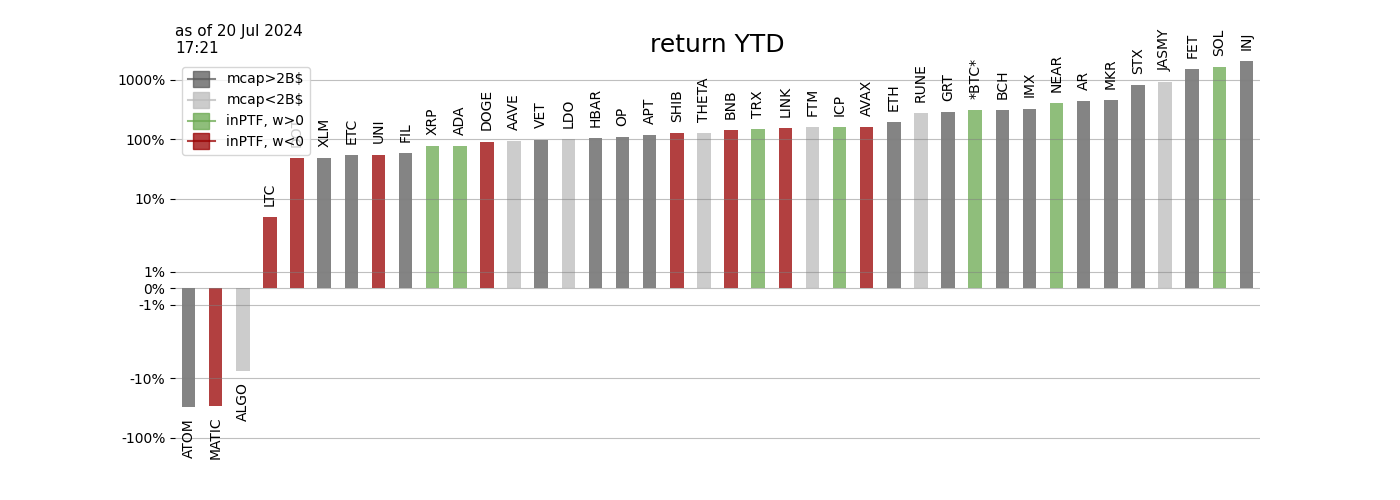 as of 20 Jul 2024
17:21
return YTD
mcap>2B$
mcap<2B$
inPTF, w>0
inPTF, w<0
1000%
100%
10%
1%
0%
-1%
-10%
-100%
ATOM
MATIC
ALGO
LTC
XLM
ETC
UNI
FIL
XRP
ADA
DOGE
AAVE
VET
LDO
HBAR
OP
APT
SHIB
THETA
BNB
TRX
LINK
FTM
ICP
AVAX
ETH
RUNE
GRT
*BTC*
BCH
IMX
NEAR
AR
MKR
STX
JASMY
FET
SOL
INJ